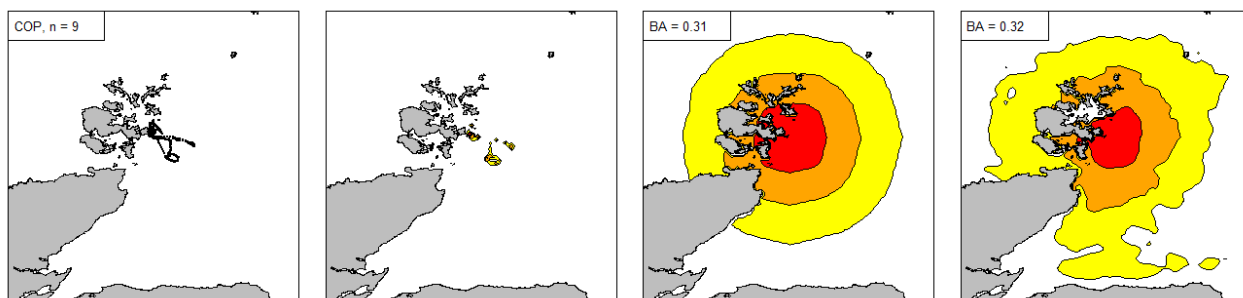 COP, n = 9
BA = 0.31
BA = 0.32